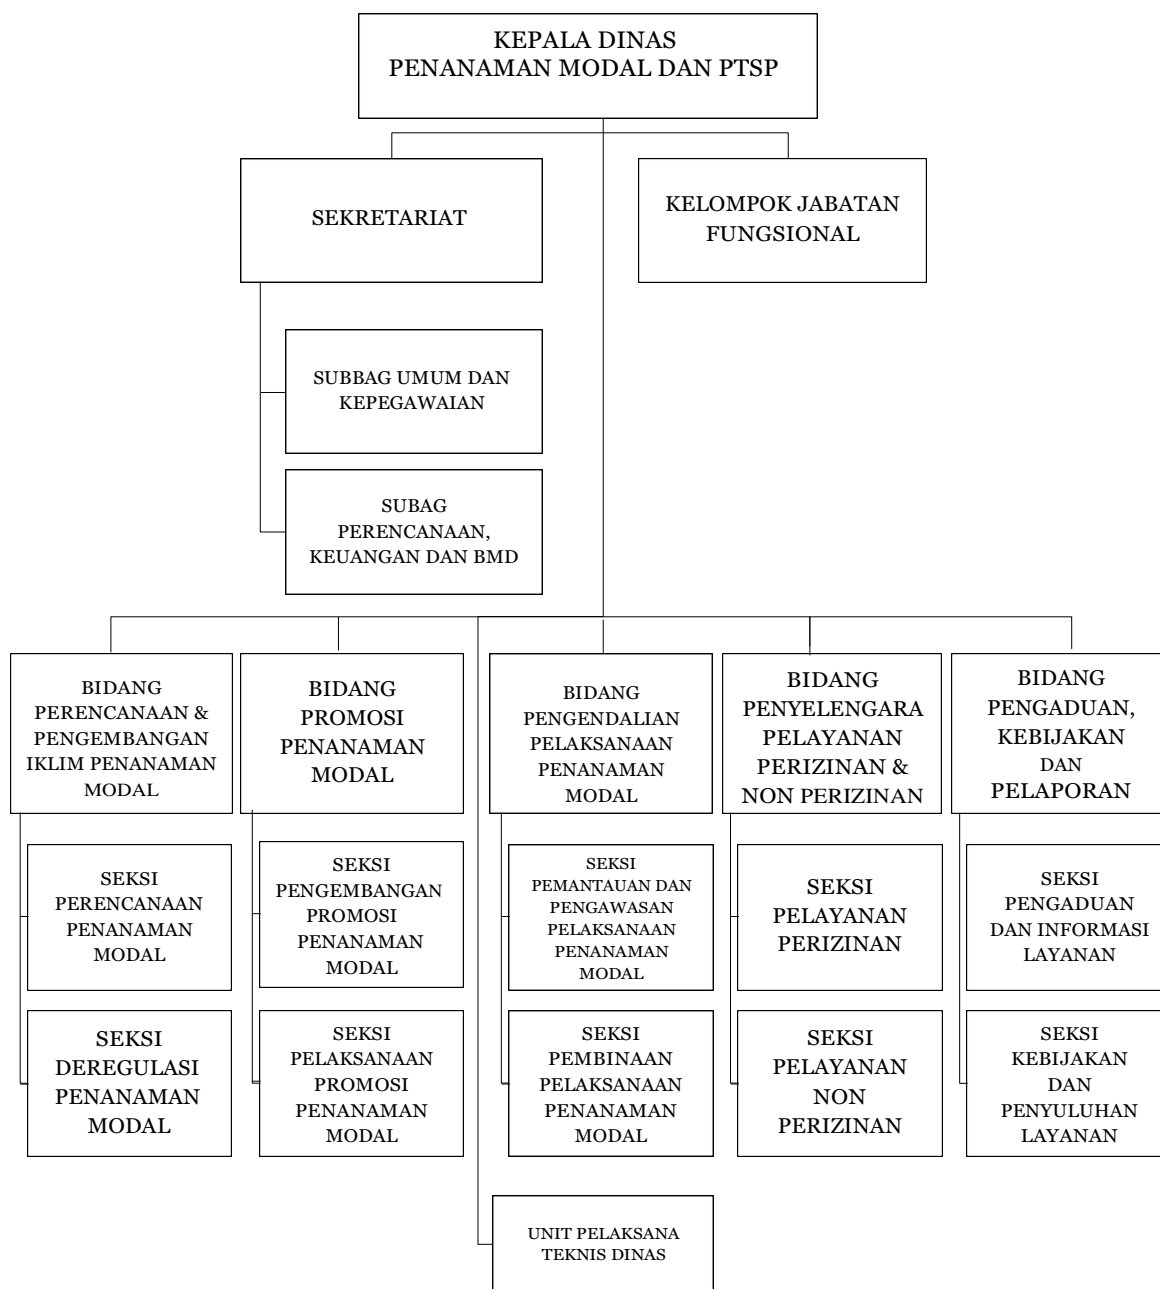 KEPALA DINAS
PENANAMAN MODAL DAN PTSP
SEKRETARIAT
KELOMPOK JABATAN
FUNGSIONAL
SUBBAG UMUM DAN
KEPEGAWAIAN
SUBAG
PERENCANAAN,
KEUANGAN DAN BMD
BIDANG
PERENCANAAN &
PENGEMBANGAN
IKLIM PENANAMAN
MODAL
BIDANG
PROMOSI
PENANAMAN
MODAL
BIDANG
PENGENDALIAN
PELAKSANAAN
PENANAMAN
MODAL
BIDANG
PENYELENGARA
PELAYANAN
PERIZINAN &
NON PERIZINAN
BIDANG
PENGADUAN,
KEBIJAKAN
DAN
PELAPORAN
SEKSI
PERENCANAAN
PENANAMAN
MODAL
SEKSI
PENGEMBANGAN
PROMOSI
PENANAMAN
MODAL
SEKSI
PEMANTAUAN DAN
PENGAWASAN
PELAKSANAAN
PENANAMAN
MODAL
SEKSI
PELAYANAN
PERIZINAN
SEKSI
PENGADUAN
DAN INFORMASI
LAYANAN
SEKSI
DEREGULASI
PENANAMAN
MODAL
SEKSI
PELAKSANAAN
PROMOSI
PENANAMAN
MODAL
SEKSI
PEMBINAAN
PELAKSANAAN
PENANAMAN
MODAL
SEKSI
PELAYANAN
NON
PERIZINAN
SEKSI
KEBIJAKAN
DAN
PENYULUHAN
LAYANAN
UNIT PELAKSANA
TEKNIS DINAS